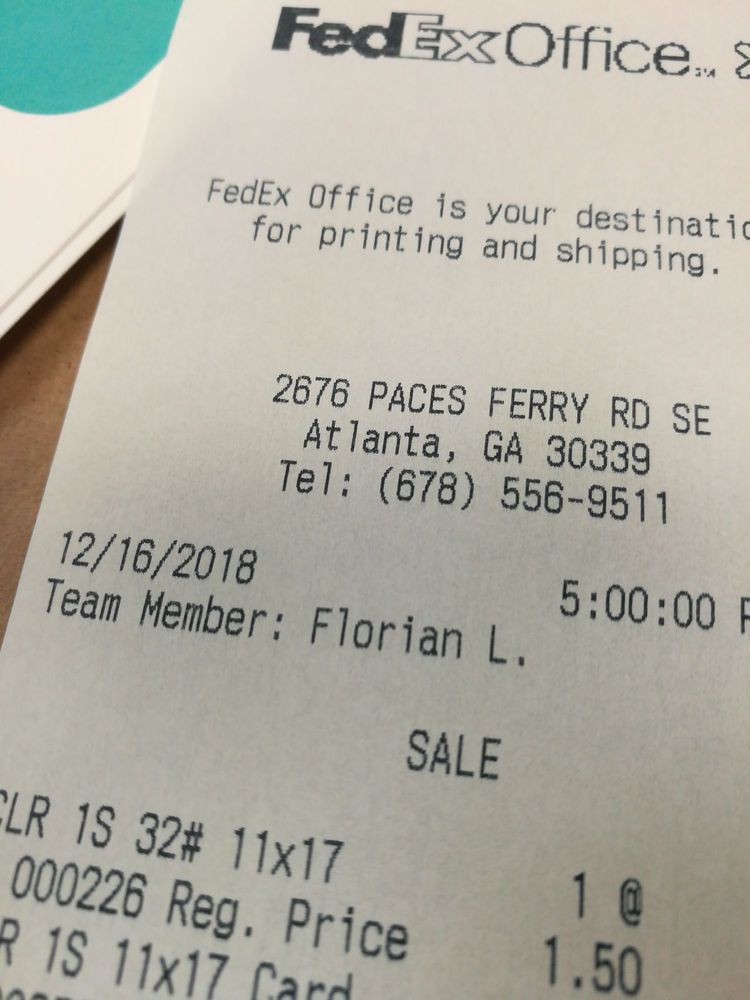 FedEx Office
FedEx Office is your destinatio
for printing and shipping.
2676 PACES FERRY RD SE
Atlanta, GA 30339
Tel: (678) 556-9511
12/16/2018 5:00:00 P
Team Member: Florian L.
SALE
CLR 1S 32# 11x17 1 @
000226 Reg. Price 1.50
R 1S 11x17 Card